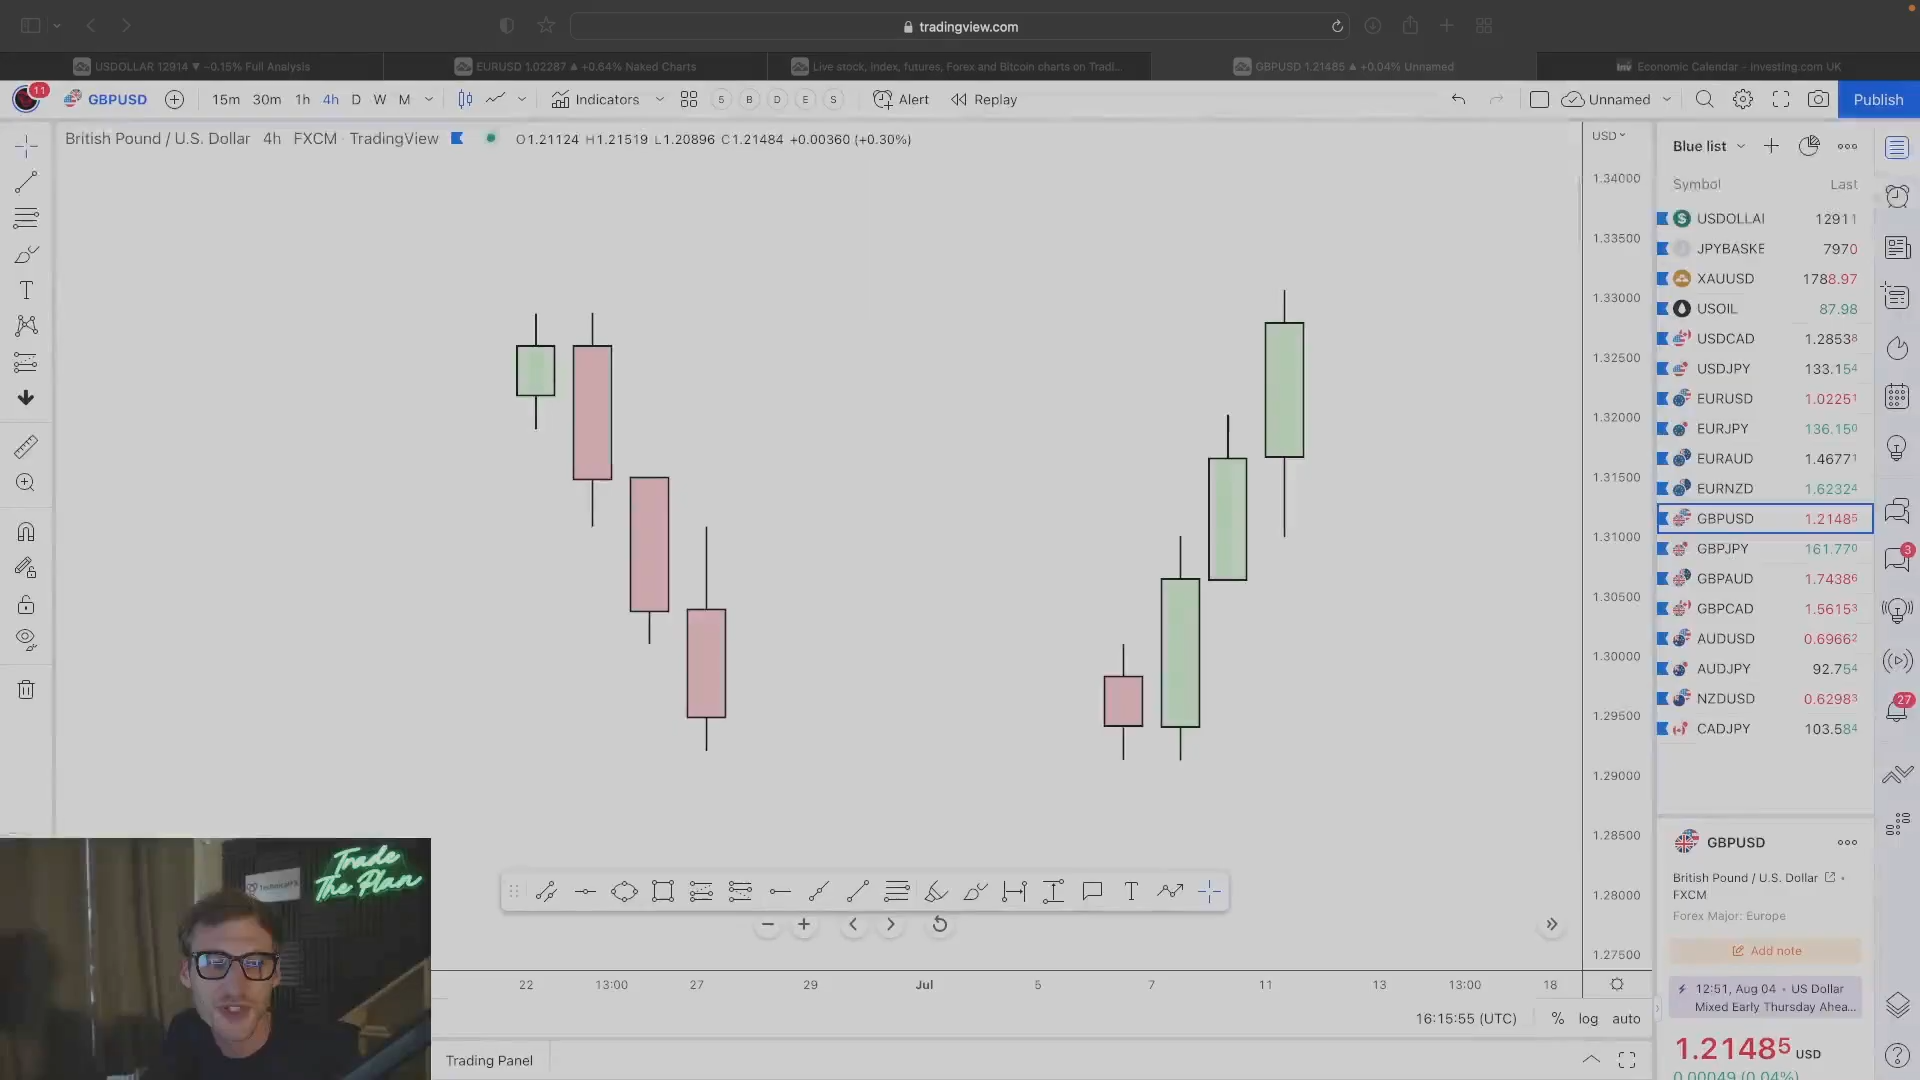 tradingview.com
USDOLLAR 12914 ▼ −0.15% Full Analysis
EURUSD 1.02287 ▲ +0.64% Naked Charts
Live stock, index, futures, Forex and Bitcoin charts on Tradi...
GBPUSD 1.21485 ▲ +0.04% Unnamed
Economic Calendar - Investing.com UK
11
GBPUSD 15m 30m 1h 4h D W M Indicators S B D E S Alert Replay Unnamed Publish
British Pound / U.S. Dollar 4h FXCM TradingView O1.21124 H1.21519 L1.20896 C1.21484 +0.00360 (+0.30%)
USD
1.34000
1.33500
1.33000
1.32500
1.32000
1.31500
1.31000
1.30500
1.30000
1.29500
1.29000
1.28500
1.28000
1.27500
Blue list
Symbol Last
USDOLLAI 12911
JPYBASKE 7970
XAUUSD 1788.97
USOIL 87.98
USDCAD 1.28538
USDJPY 133.154
EURUSD 1.02251
EURJPY 136.150
EURAUD 1.46771
EURNZD 1.62324
GBPUSD 1.21485
GBPJPY 161.770
GBPAUD 1.74386
GBPCAD 1.56153
AUDUSD 0.69662
AUDJPY 92.754
NZDUSD 0.62983
CADJPY 103.584
3
27
GBPUSD
British Pound / U.S. Dollar
FXCM
Forex Major: Europe
Add note
12:51, Aug 04 • US Dollar
Mixed Early Thursday Ahea...
1.21485 USD
0.00049 (0.04%)
Trade
The Plan
22 13:00 27 29 Jul 5 7 11 13 13:00 18
16:15:55 (UTC) % log auto
Trading Panel